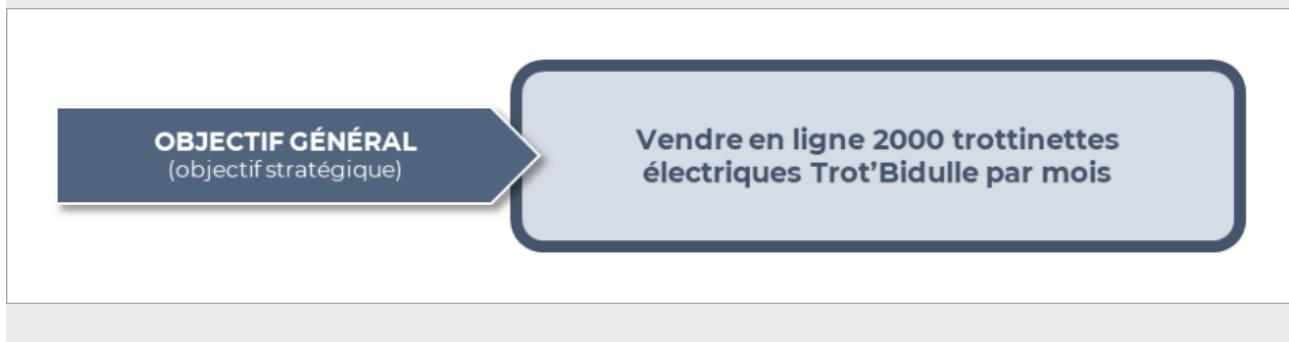 OBJECTIF GÉNÉRAL
(objectif stratégique)
Vendre en ligne 2000 trottinettes
électriques Trot’Bidulle par mois